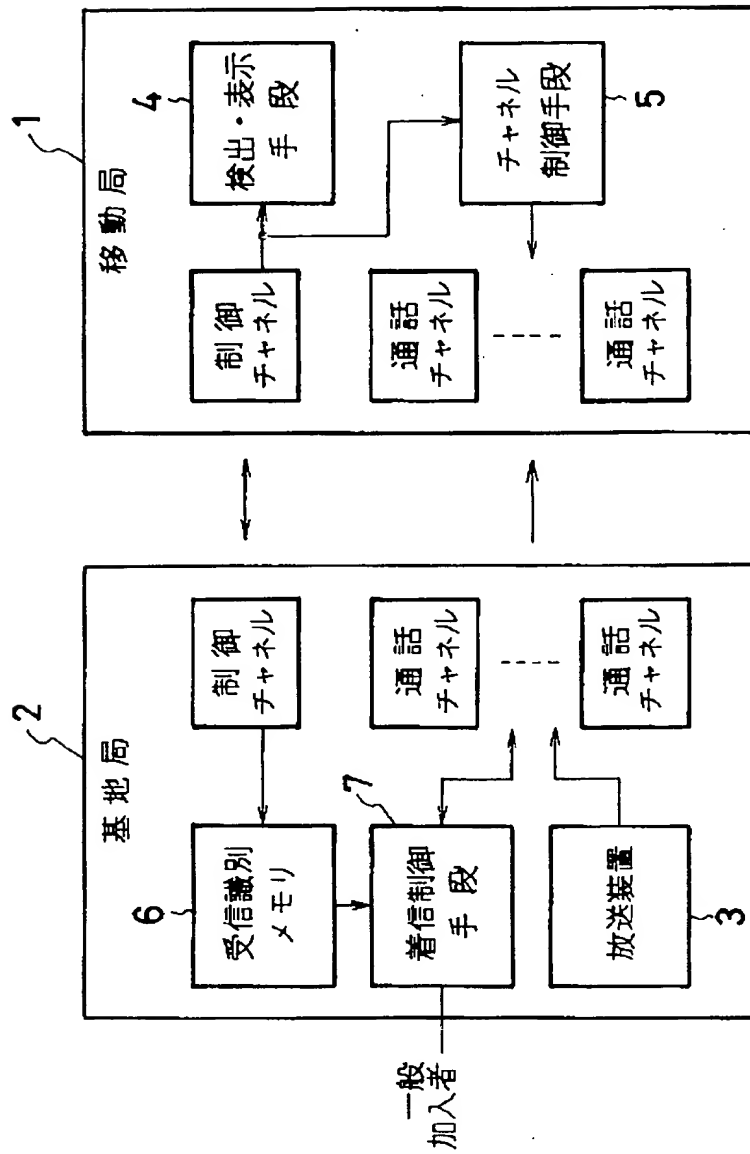 2
基地局
6
受信識別
メモリ
制御
チャネル
7
着信制御
手段
通話
チャネル
放送装置
3
通話
チャネル
一般
加入者
1
移動局
制御
チャネル
4
検出・表示
手段
通話
チャネル
チャネル
制御手段
5
通話
チャネル